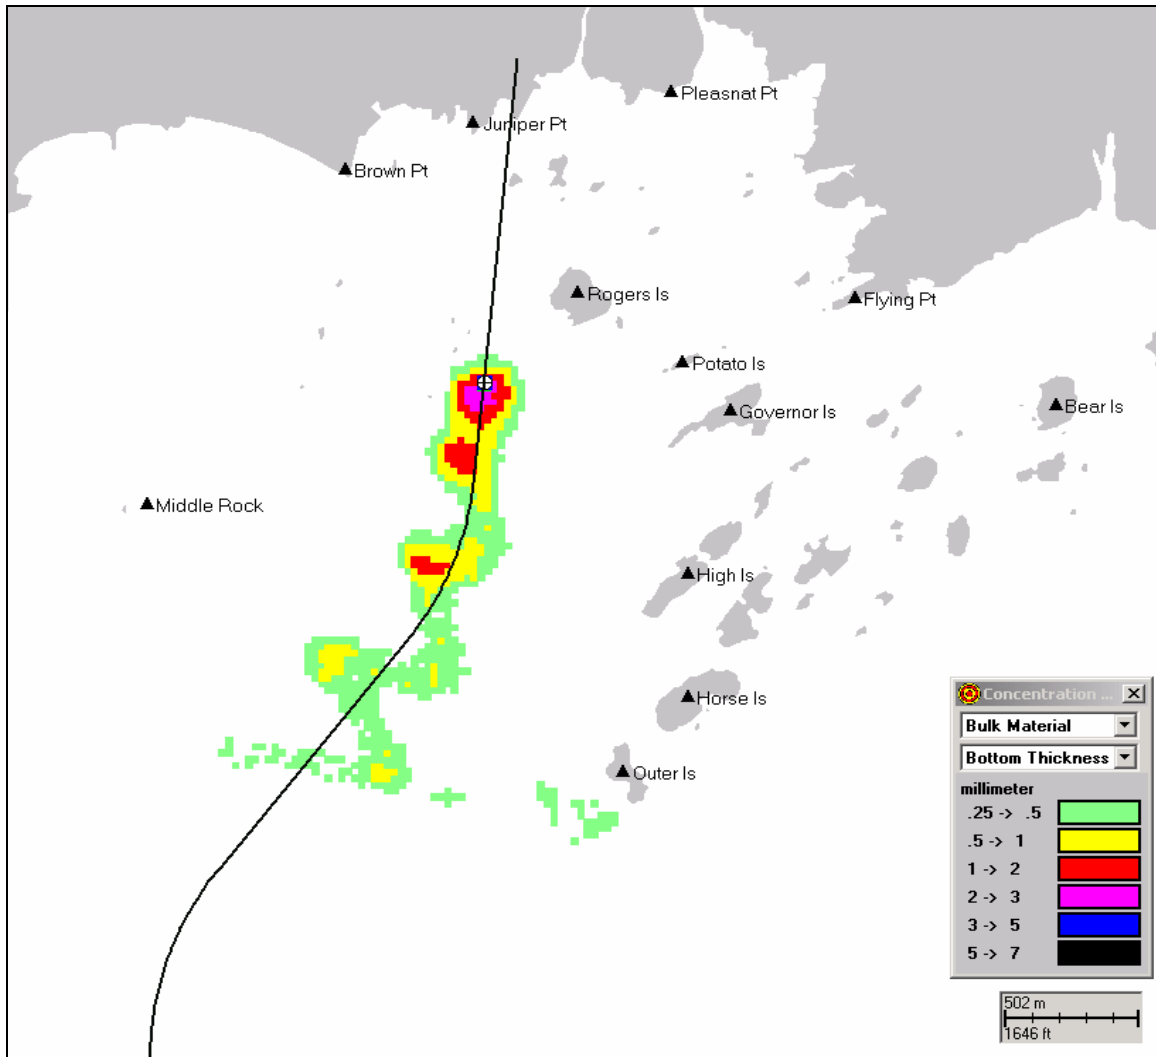 Pleasnat Pt
Juniper Pt
Brown Pt
Rogers Is
Flying Pt
Potato Is
Governor Is
Bear Is
Middle Rock
High Is
Horse Is
Outer Is
Concentration ...
Bulk Material
Bottom Thickness
millimeter
.25 -> .5
.5 -> 1
1 -> 2
2 -> 3
3 -> 5
5 -> 7
502 m
1646 ft